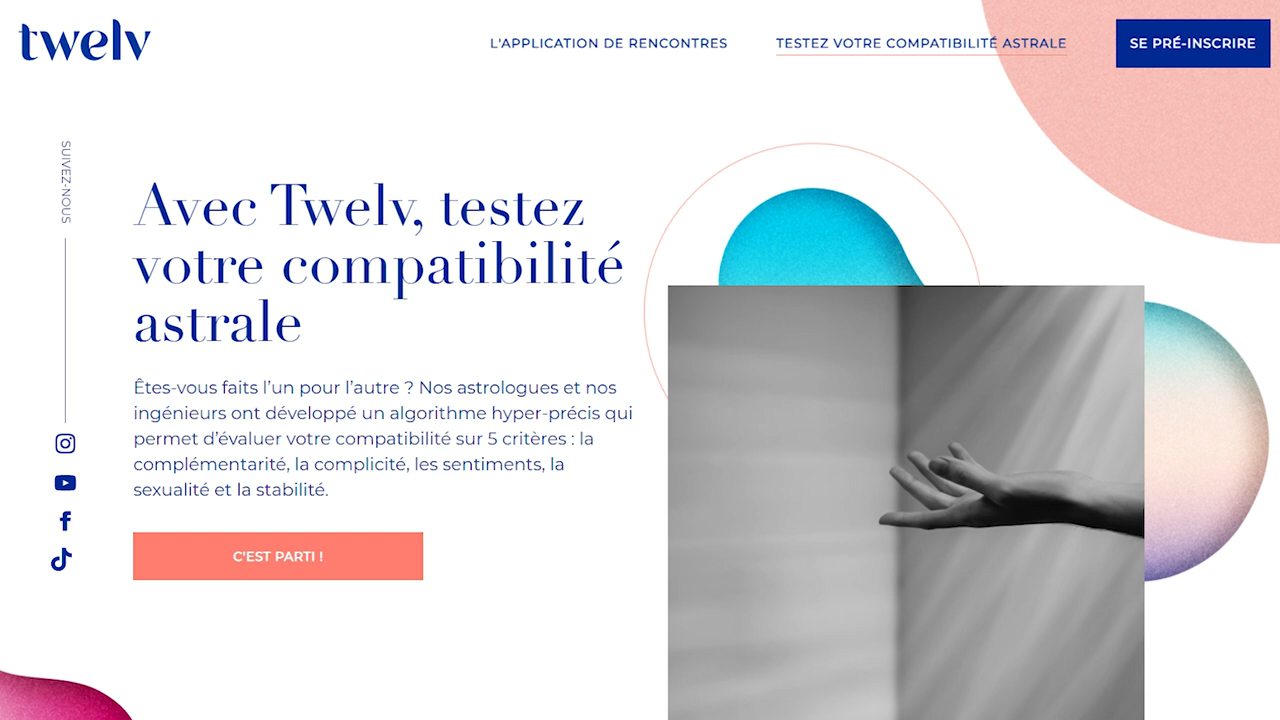 twelv
L'APPLICATION DE RENCONTRES
TESTEZ VOTRE COMPATIBILITÉ ASTRALE
SE PRÉ-INSCRIRE
SUIVEZ-NOUS
Avec Twelv, testez
votre compatibilité
astrale
Êtes-vous faits l’un pour l’autre ? Nos astrologues et nos
ingénieurs ont développé un algorithme hyper-précis qui
permet d’évaluer votre compatibilité sur 5 critères : la
complémentarité, la complicité, les sentiments, la
sexualité et la stabilité.
C'EST PARTI !